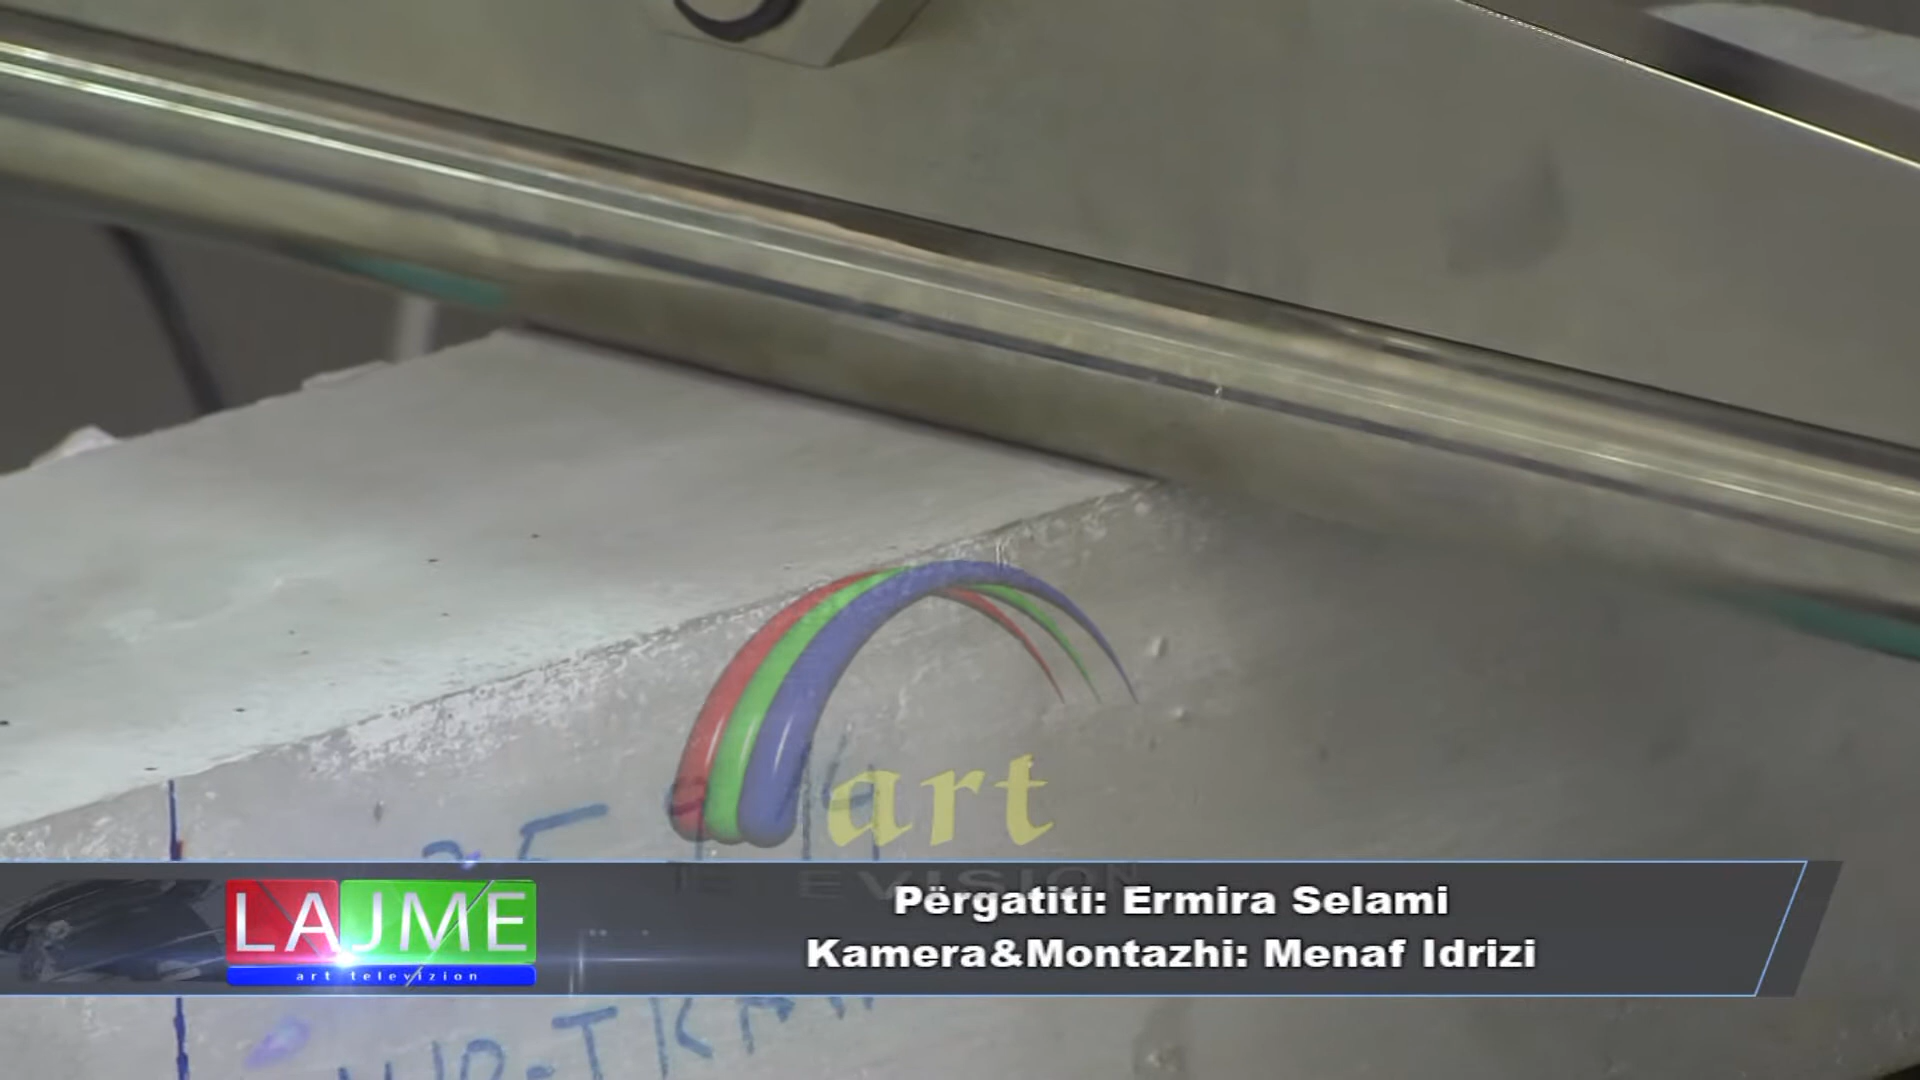 art
LAJME
art televizion
Përgatiti: Ermira Selami
Kamera&Montazhi: Menaf Idrizi